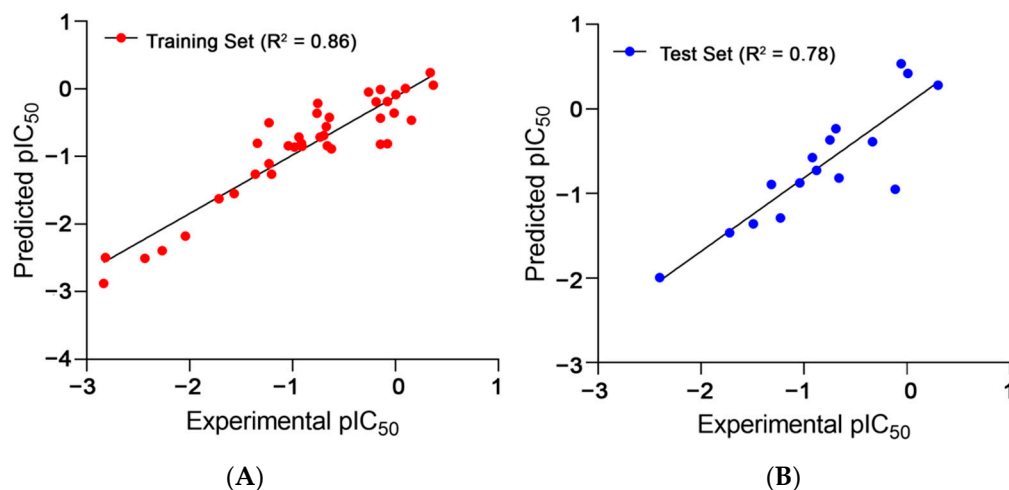 Training Set (R² = 0.86)
1
0
−1
−2
−3
−4
Predicted pIC₅₀
−3
−2
−1
0
1
Experimental pIC₅₀
(A)
Test Set (R² = 0.78)
1
0
−1
−2
−3
Predicted pIC₅₀
−3
−2
−1
0
1
Experimental pIC₅₀
(B)